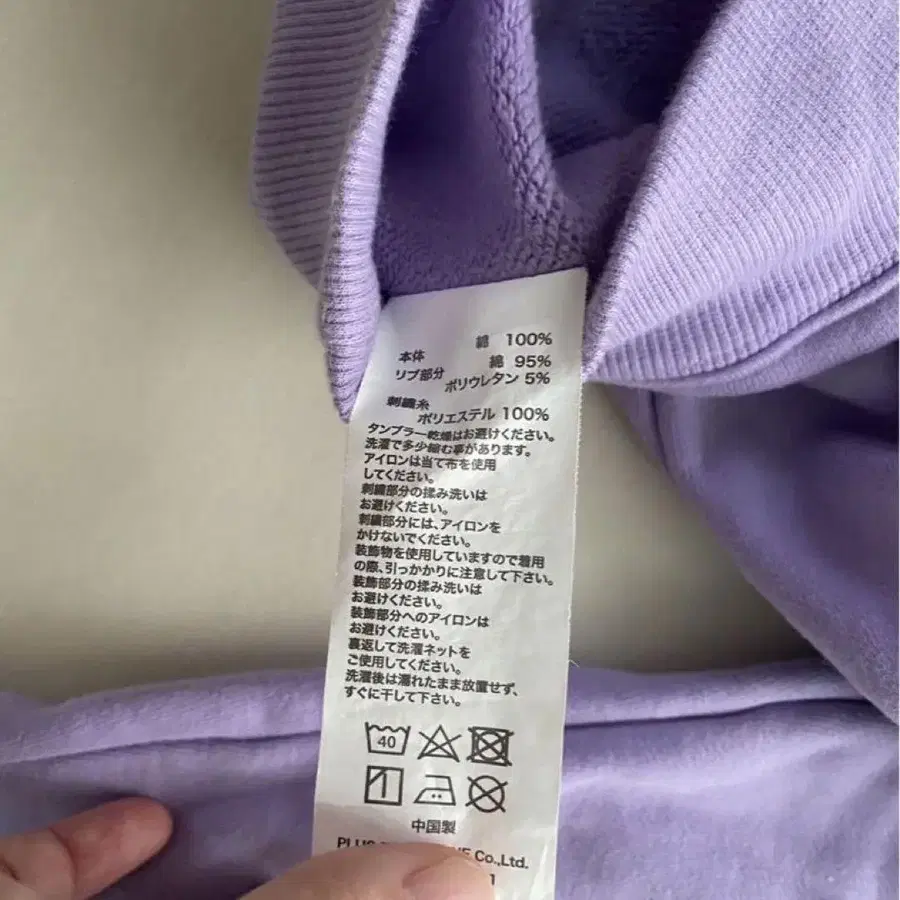 綿 100%
本体
綿 95%
リブ部分
ポリウレタン 5%
刺繍糸
ポリエステル 100%
タンブラー乾燥はお避けください。
洗濯で多少縮む事があります。
アイロンは当て布を使用
してください。
刺繍部分の揉み洗いは
お避けください。
刺繍部分には、アイロンを
かけないでください。
装飾物を使用していますので着用
の際、引っかかりに注意して下さい。
装飾部分の揉み洗いは
お避けください。
装飾部分へのアイロンは
お避けください。
裏返して洗濯ネットを
ご使用してください。
洗濯後は濡れたまま放置せず、
すぐに干して下さい。
40
中国製
Co.,Ltd.
1